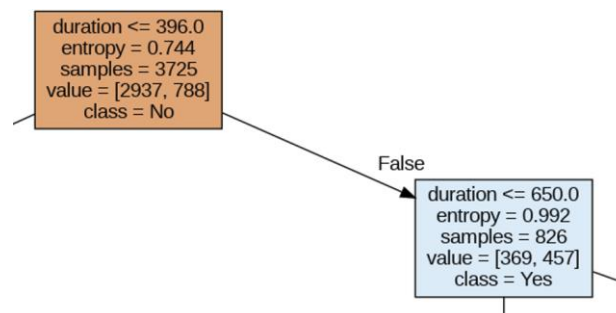 duration <= 396.0
entropy = 0.744
samples = 3725
value = [2937, 788]
class = No
False
duration <= 650.0
entropy = 0.992
samples = 826
value = [369, 457]
class = Yes